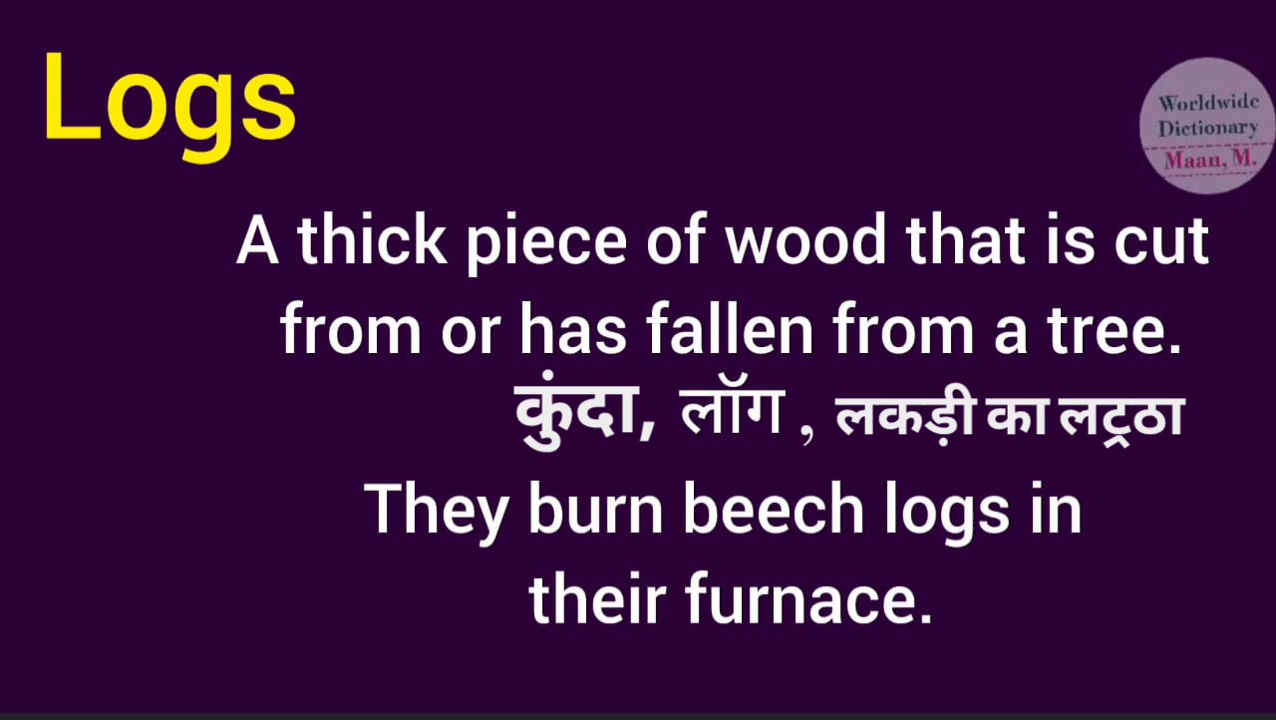 Logs
Worldwide
Dictionary
Maan, M.
A thick piece of wood that is cut
from or has fallen from a tree.
कुंदा, लॉग , लकड़ी का लट्रठा
They burn beech logs in
their furnace.